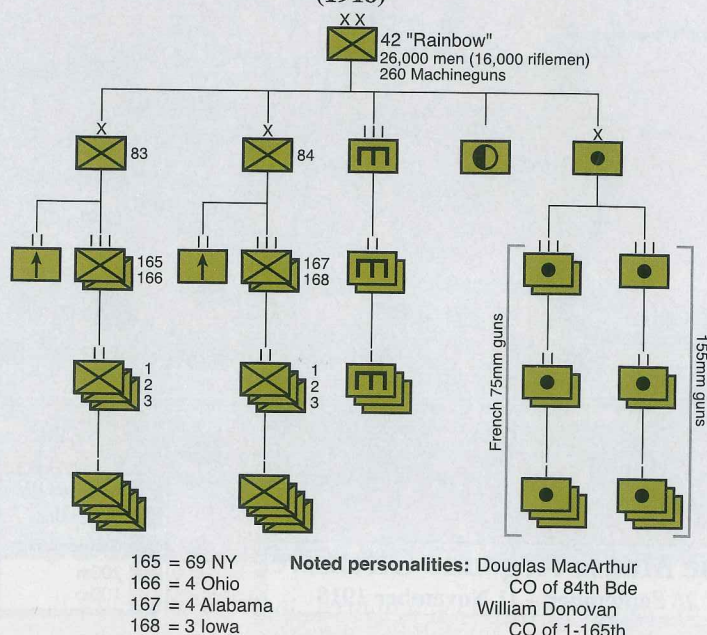 (1918)
XX
42 "Rainbow"
26,000 men (16,000 riflemen)
260 Machineguns
X
83
X
84
III
X
II
III
165
166
II
III
167
168
II
III
III
II
1
2
3
II
1
2
3
I
II
II
I
I
I
I
French 75mm guns
155mm guns
165 = 69 NY
166 = 4 Ohio
167 = 4 Alabama
168 = 3 Iowa
Noted personalities: Douglas MacArthur
CO of 84th Bde
William Donovan
CO of 1-165th